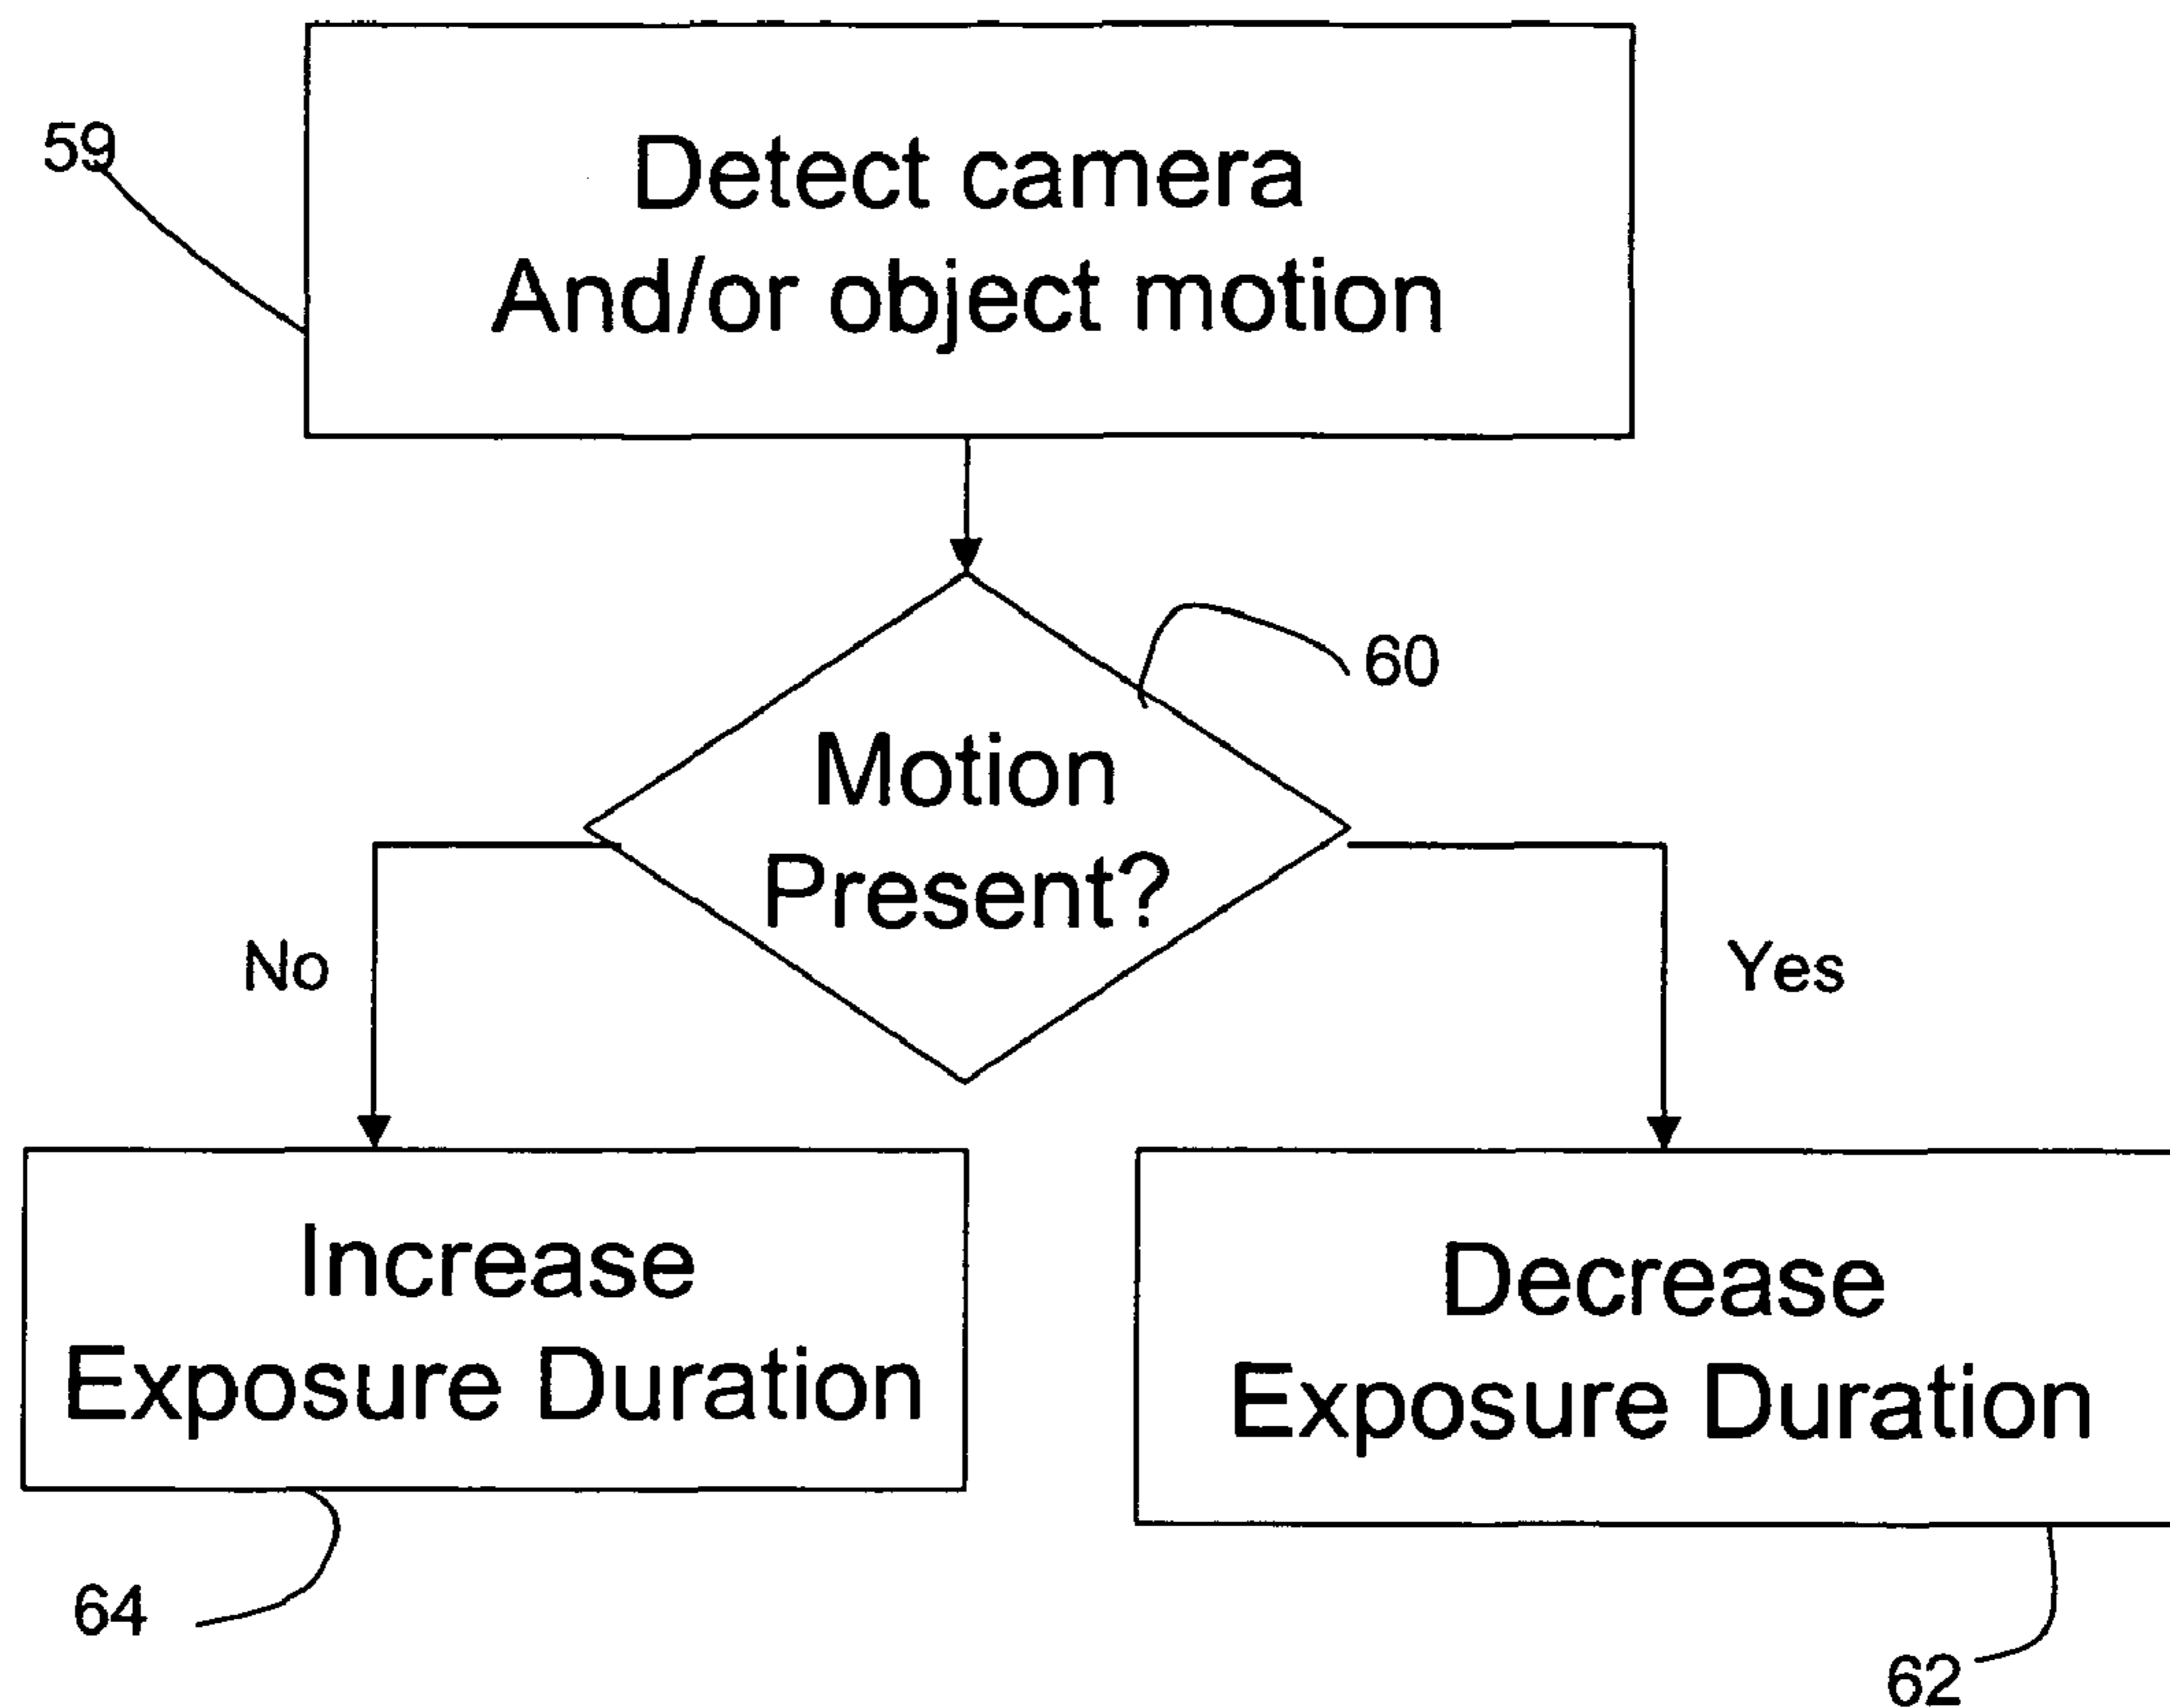 59
Detect camera
And/or object motion
60
Motion
Present?
No
Yes
Increase
Exposure Duration
Decrease
Exposure Duration
64
62